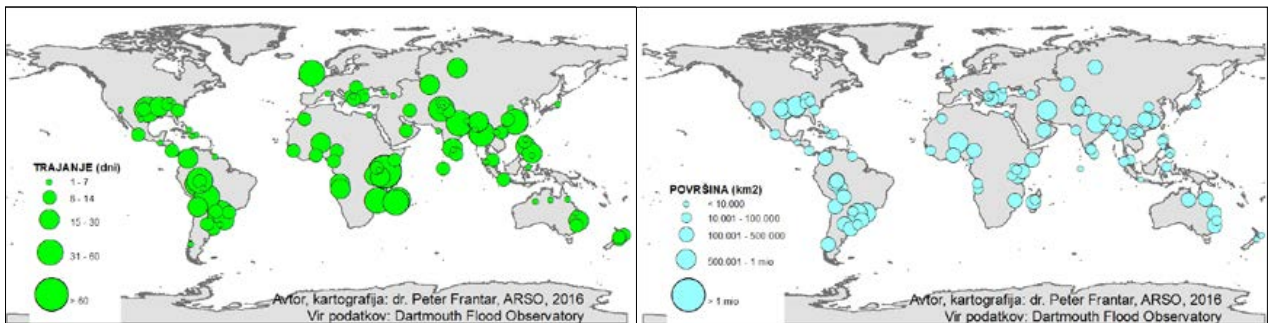 TRAJANJE (dni)
1 - 7
8 - 14
15 - 30
31 - 60
> 60
Avtor, kartografija: dr. Peter Frantar, ARSO, 2016
Vir podatkov: Dartmouth Flood Observatory
POVRŠINA (km2)
< 10.000
10.001 - 100.000
100.001 - 500.000
500.001 - 1 mio
> 1 mio
Avtor, kartografija: dr. Peter Frantar, ARSO, 2016
Vir podatkov: Dartmouth Flood Observatory